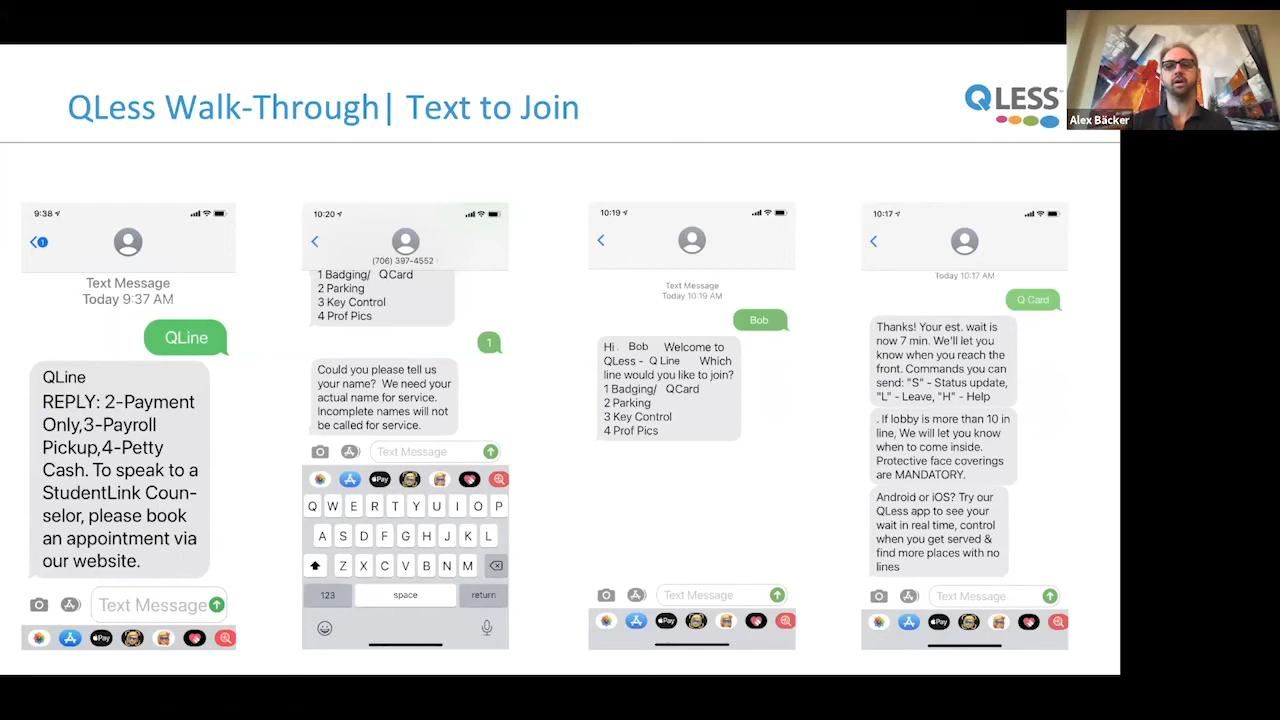 QLess Walk-Through| Text to Join
QLESS
Alex Bäcker
9:38
1
Text Message
Today 9:37 AM
QLine
QLine
REPLY: 2-Payment
Only,3-Payroll
Pickup,4-Petty
Cash. To speak to a
StudentLink Coun-
selor, please book
an appointment via
our website.
Text Message
Pay
10:20
(706) 397-4552
1 Badging/ QCard
2 Parking
3 Key Control
4 Prof Pics
1
Could you please tell us
your name? We need your
actual name for service.
Incomplete names will not
be called for service.
Text Message
Pay
Q W E R T Y U I O P
A S D F G H J K L
Z X C V B N M
123 space return
10:19
Text Message
Today 10:19 AM
Bob
Hi . Bob Welcome to
QLess - Q Line Which
line would you like to join?
1 Badging/ QCard
2 Parking
3 Key Control
4 Prof Pics
Text Message
Pay
10:17
Today 10:17 AM
Q Card
Thanks! Your est. wait is
now 7 min. We'll let you
know when you reach the
front. Commands you can
send: "S" - Status update,
"L" - Leave, "H" - Help
. If lobby is more than 10 in
line, We will let you know
when to come inside.
Protective face coverings
are MANDATORY.
Android or iOS? Try our
QLess app to see your
wait in real time, control
when you get served &
find more places with no
lines
Text Message
Pay